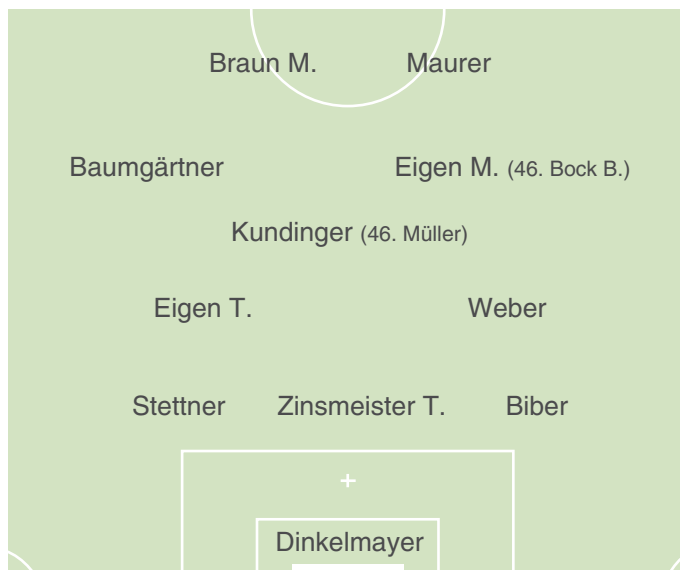 Braun M. Maurer
Baumgärtner Eigen M. (46. Bock B.)
Kundinger (46. Müller)
Eigen T. Weber
Stettner Zinsmeister T. Biber
Dinkelmayer